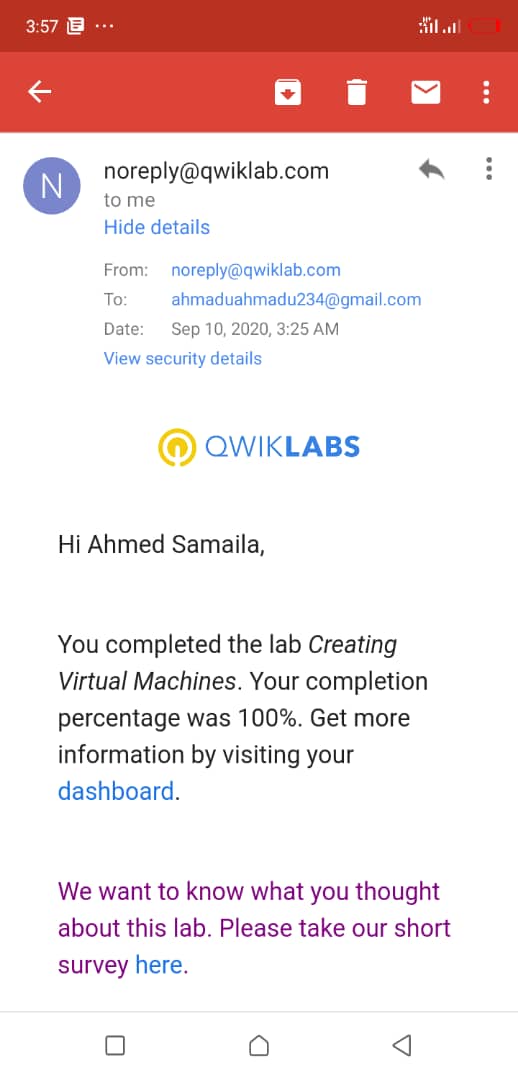 3:57
noreply@qwiklab.com
to me
Hide details
From: noreply@qwiklab.com
To: ahmaduahmadu234@gmail.com
Date: Sep 10, 2020, 3:25 AM
View security details
QWIKLABS
Hi Ahmed Samaila,
You completed the lab Creating
Virtual Machines. Your completion
percentage was 100%. Get more
information by visiting your
dashboard.
We want to know what you thought
about this lab. Please take our short
survey here.